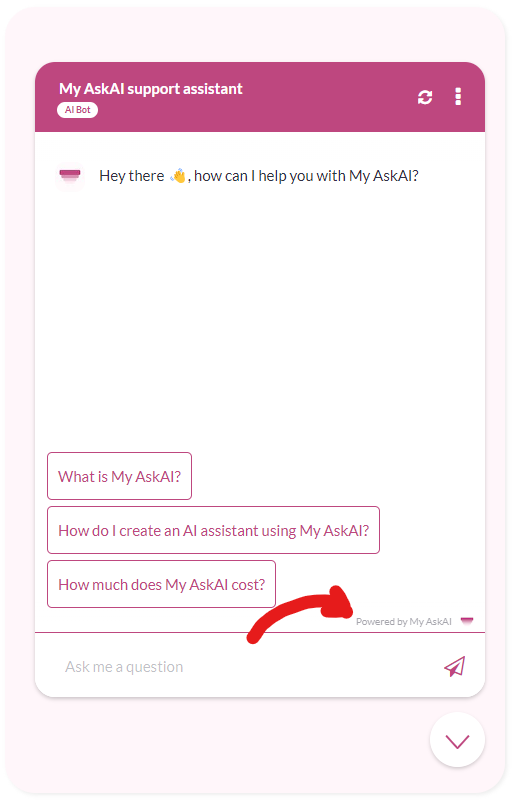 My AskAI support assistant
AI Bot
Hey there 👋, how can I help you with My AskAI?
What is My AskAI?
How do I create an AI assistant using My AskAI?
How much does My AskAI cost?
Powered by My AskAI
Ask me a question